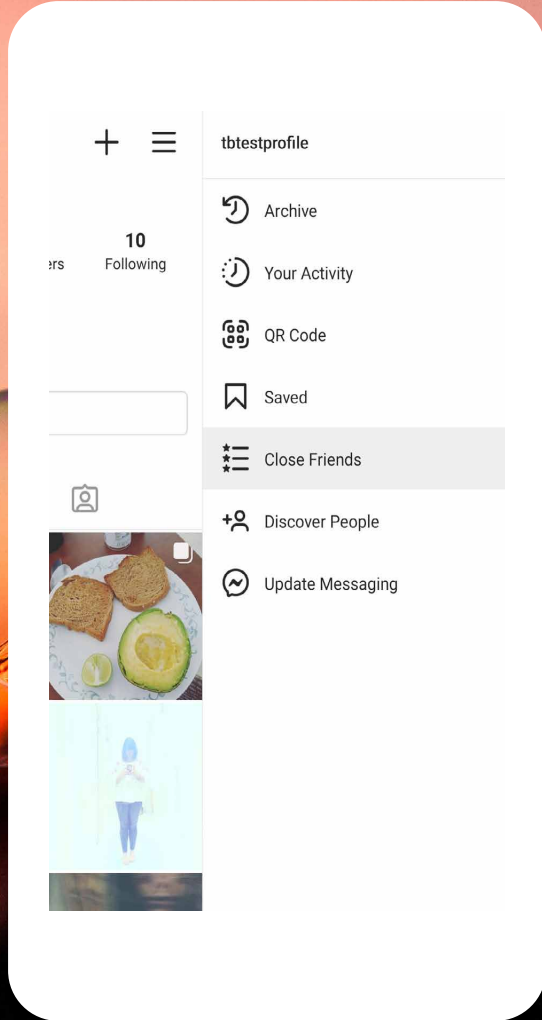 tbtestprofile
10
ers
Following
Archive
Your Activity
QR Code
Saved
Close Friends
Discover People
Update Messaging